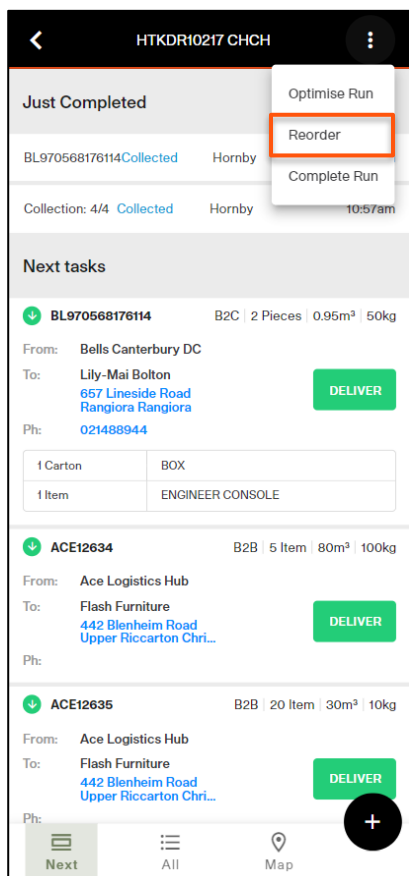 HTKDR10217 CHCH
Optimise Run
Just Completed
Reorder
BL970568176114Collected Hornby
Complete Run
Collection: 4/4 Collected Hornby 10:57am
Next tasks
BL970568176114 B2C | 2 Pieces | 0.95m³ | 50kg
From: Bells Canterbury DC
To: Lily-Mai Bolton
657 Lineside Road
Rangiora Rangiora
DELIVER
Ph: 021488944
1 Carton BOX
1 Item ENGINEER CONSOLE
ACE12634 B2B | 5 Item | 80m³ | 100kg
From: Ace Logistics Hub
To: Flash Furniture
442 Blenheim Road
Upper Riccarton Chri...
DELIVER
Ph:
ACE12635 B2B | 20 Item | 30m³ | 10kg
From: Ace Logistics Hub
To: Flash Furniture
442 Blenheim Road
Upper Riccarton Chri...
DELIVER
Ph:
+
Next All Map